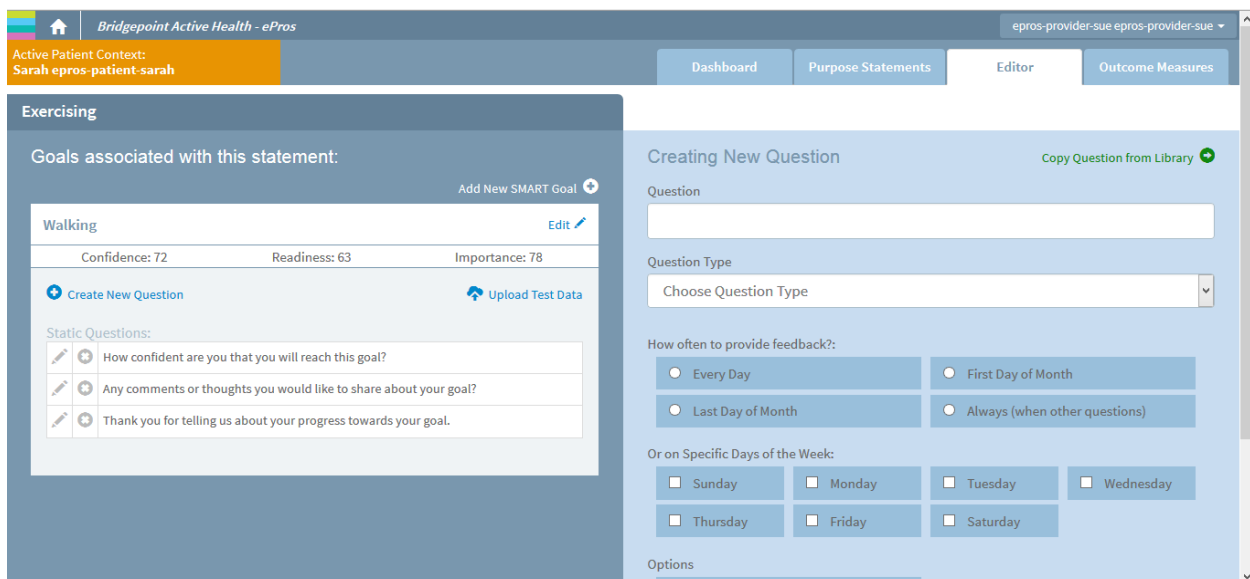 Bridgepoint Active Health - ePros
epros-provider-sue epros-provider-sue
Active Patient Context:
Sarah epros-patient-sarah
Dashboard
Purpose Statements
Editor
Outcome Measures
Exercising
Goals associated with this statement:
Add New SMART Goal
Walking
Edit
Confidence: 72
Readiness: 63
Importance: 78
Create New Question
Upload Test Data
Static Questions:
How confident are you that you will reach this goal?
Any comments or thoughts you would like to share about your goal?
Thank you for telling us about your progress towards your goal.
Creating New Question
Copy Question from Library
Question
Question Type
Choose Question Type
How often to provide feedback?:
Every Day
First Day of Month
Last Day of Month
Always (when other questions)
Or on Specific Days of the Week:
Sunday
Monday
Tuesday
Wednesday
Thursday
Friday
Saturday
Options